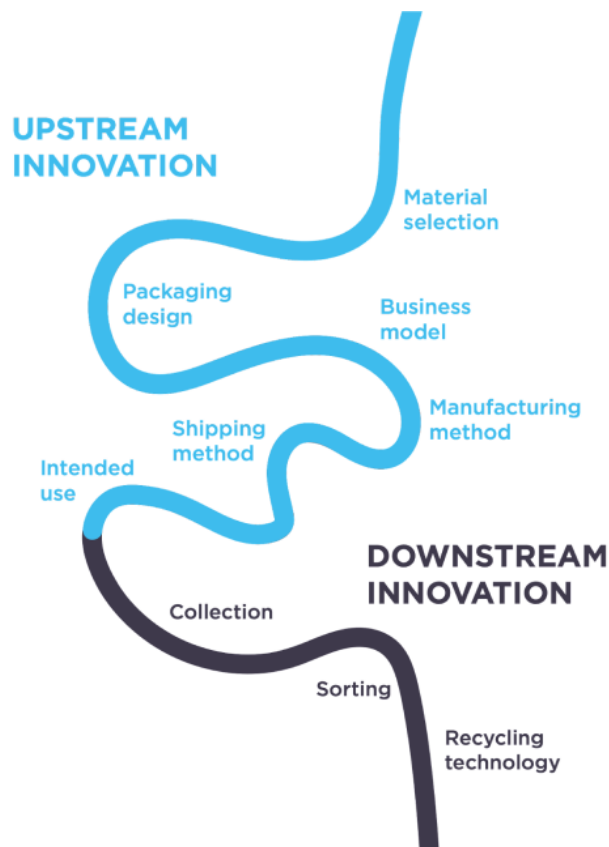 UPSTREAM
INNOVATION
Material
selection
Packaging
design
Business
model
Manufacturing
method
Shipping
method
Intended
use
DOWNSTREAM
INNOVATION
Collection
Sorting
Recycling
technology